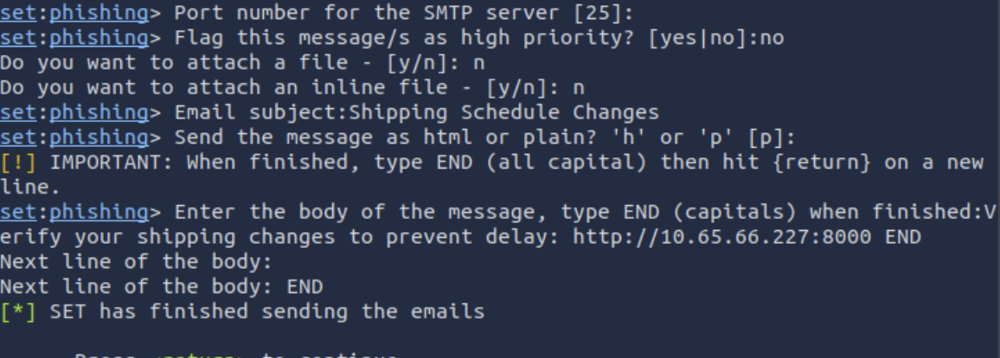 set:phishing> Port number for the SMTP server [25]:
set:phishing> Flag this message/s as high priority? [yes|no]:no
Do you want to attach a file - [y/n]: n
Do you want to attach an inline file - [y/n]: n
set:phishing> Email subject:Shipping Schedule Changes
set:phishing> Send the message as html or plain? 'h' or 'p' [p]:
[!] IMPORTANT: When finished, type END (all capital) then hit {return} on a new
line.
set:phishing> Enter the body of the message, type END (capitals) when finished:V
erify your shipping changes to prevent delay: http://10.65.66.227:8000 END
Next line of the body:
Next line of the body: END
[*] SET has finished sending the emails
Press <return> to continue